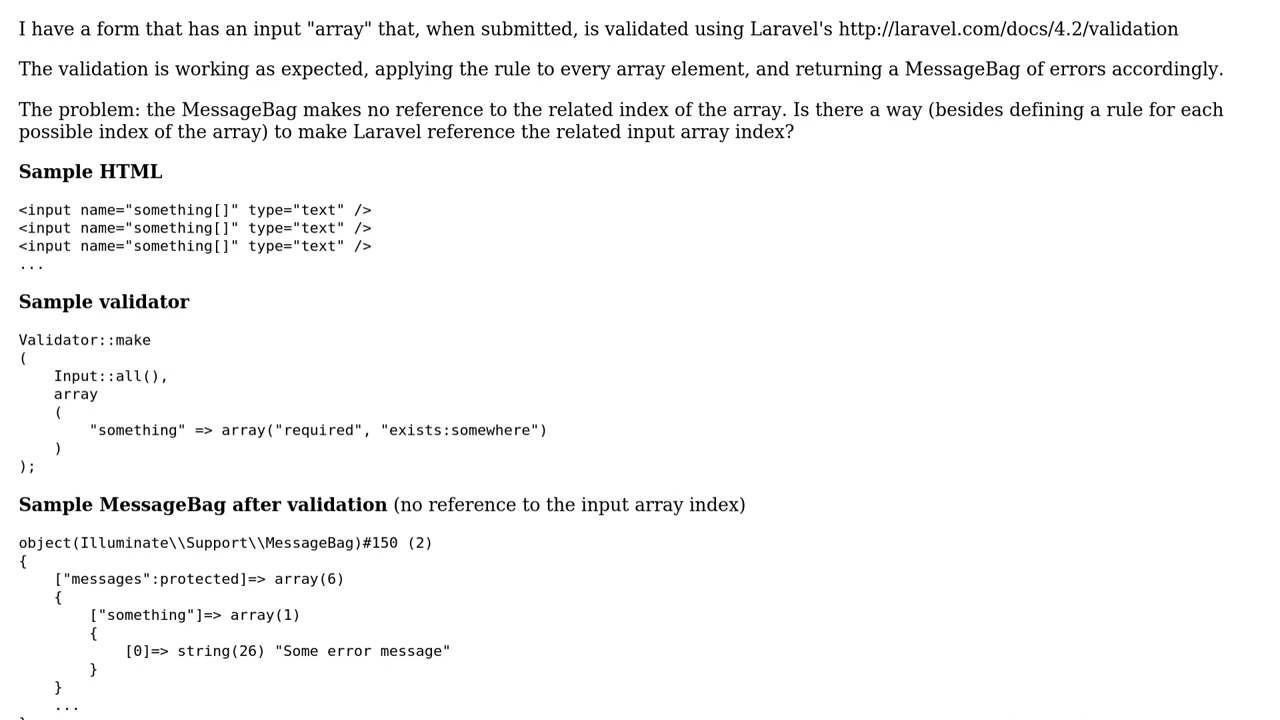 I have a form that has an input "array" that, when submitted, is validated using Laravel's http://laravel.com/docs/4.2/validation
The validation is working as expected, applying the rule to every array element, and returning a MessageBag of errors accordingly.
The problem: the MessageBag makes no reference to the related index of the array. Is there a way (besides defining a rule for each
possible index of the array) to make Laravel reference the related input array index?
Sample HTML
<input name="something[]" type="text" />
<input name="something[]" type="text" />
<input name="something[]" type="text" />
...
Sample validator
Validator::make
(
    Input::all(),
    array
    (
        "something" => array("required", "exists:somewhere")
    )
);
Sample MessageBag after validation (no reference to the input array index)
object(Illuminate\\Support\\MessageBag)#150 (2)
{
    ["messages":protected]=> array(6)
    {
        ["something"]=> array(1)
        {
            [0]=> string(26) "Some error message"
        }
    }
    ...
}